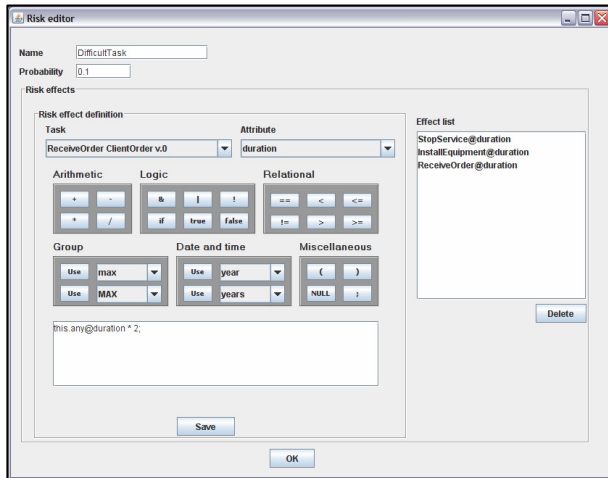 Risk editor
Name DifficultTask
Probability 0.1
Risk effects
Risk effect definition
Task Attribute
ReceiveOrder ClientOrder v.0 duration
Arithmetic Logic Relational
+ - & | ! == < <=
* / if true false != > >=
Group Date and time Miscellaneous
Use max Use year ( )
Use MAX Use years NULL ;
this.any@duration * 2;
Save
Effect list
StopService@duration
InstallEquipment@duration
ReceiveOrder@duration
Delete
OK